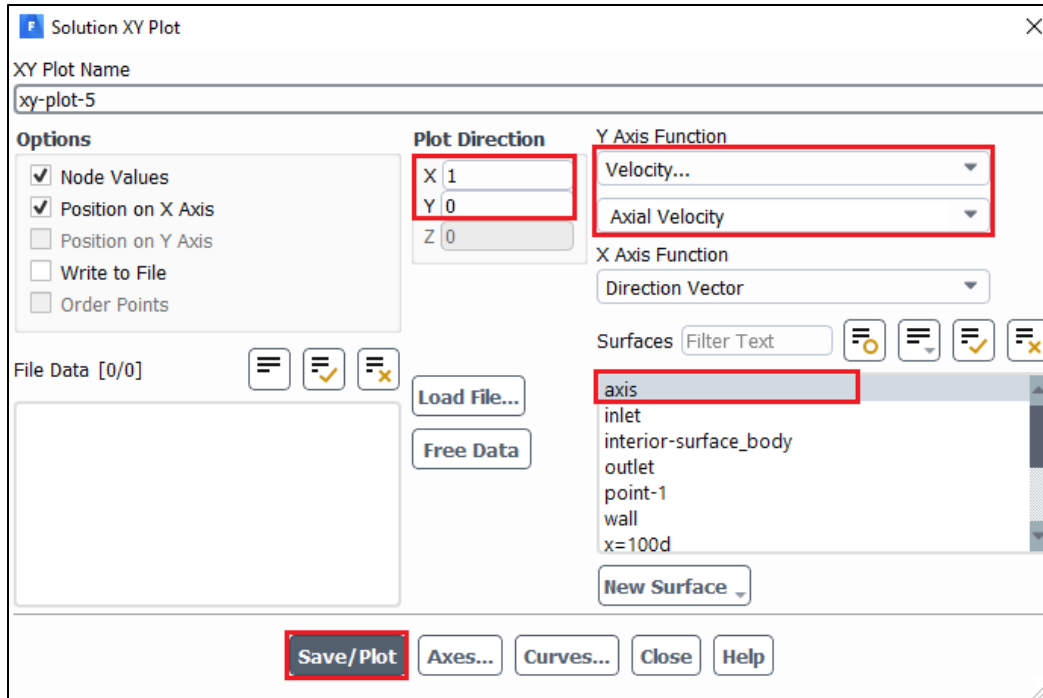 F Solution XY Plot
XY Plot Name
xy-plot-5
Options
Node Values
Position on X Axis
Position on Y Axis
Write to File
Order Points
Plot Direction
X 1
Y 0
Z 0
Y Axis Function
Velocity...
Axial Velocity
X Axis Function
Direction Vector
File Data [0/0]
Load File...
Free Data
Surfaces Filter Text
axis
inlet
interior-surface_body
outlet
point-1
wall
x=100d
New Surface
Save/Plot Axes... Curves... Close Help